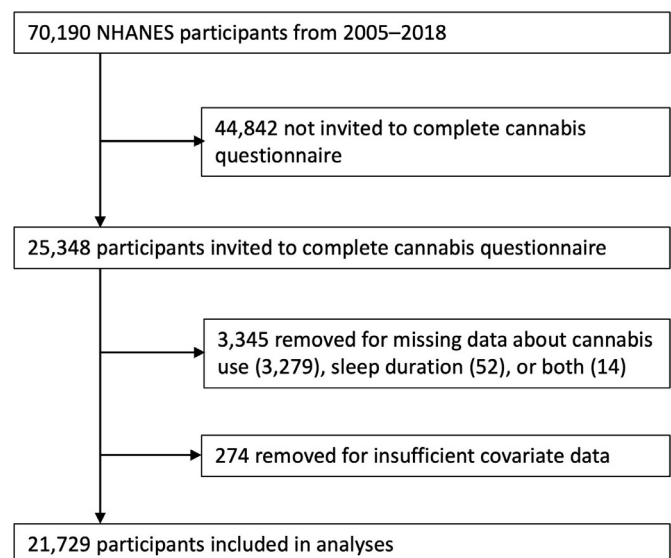 70,190 NHANES participants from 2005–2018
44,842 not invited to complete cannabis
questionnaire
25,348 participants invited to complete cannabis questionnaire
3,345 removed for missing data about cannabis
use (3,279), sleep duration (52), or both (14)
274 removed for insufficient covariate data
21,729 participants included in analyses